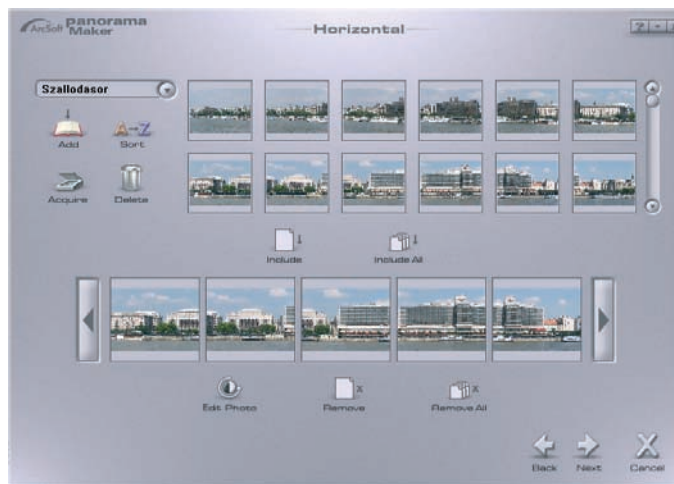 ArcSoft Panorama Maker
Horizontal
? -
Szallodasor
Add
A-Z
Sort
Acquire
Delete
Include
Include All
Edit Photo
Remove
Remove All
Back
Next
Cancel